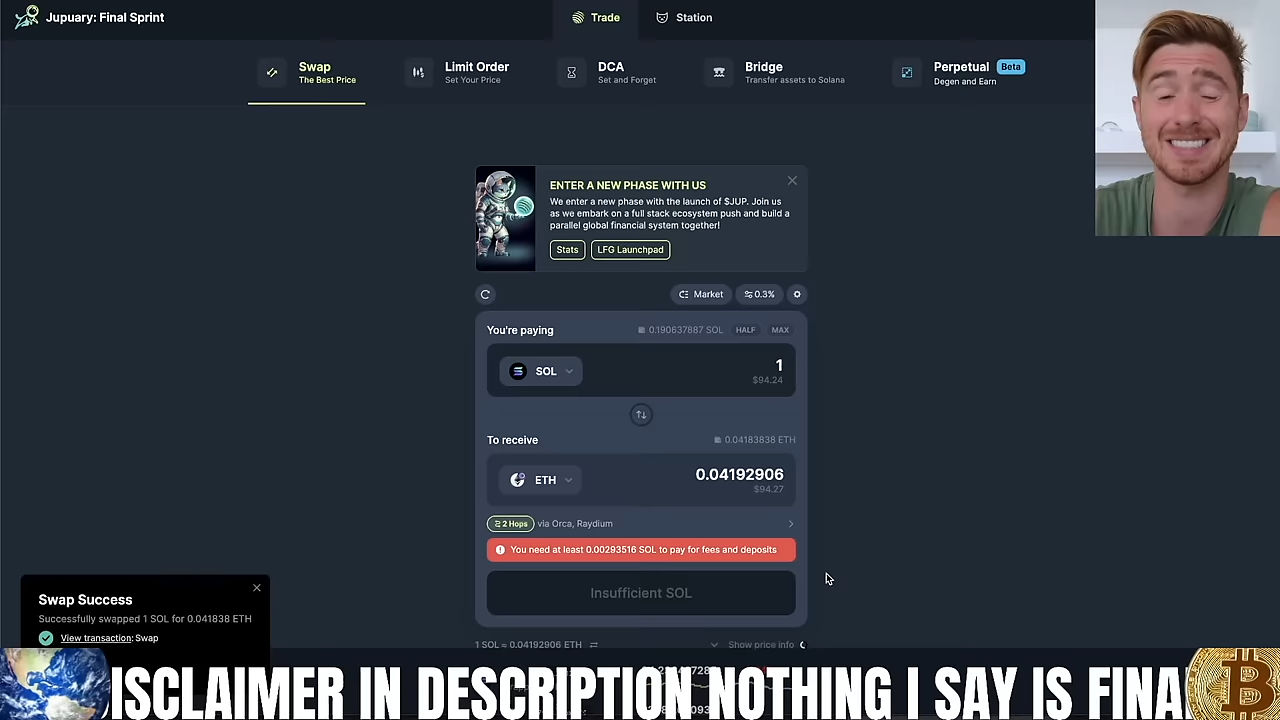 Jupuary: Final Sprint
Trade
Station
Swap
The Best Price
Limit Order
Set Your Price
DCA
Set and Forget
Bridge
Transfer assets to Solana
Perpetual
Beta
Degen and Earn
ENTER A NEW PHASE WITH US
We enter a new phase with the launch of $JUP. Join us
as we embark on a full stack ecosystem push and build a
parallel global financial system together!
Stats
LFG Launchpad
Market
0.3%
You're paying
0.190637887 SOL
HALF
MAX
SOL
1
$94.24
To receive
0.04183838 ETH
ETH
0.04192906
$94.27
2 Hops
via Orca, Raydium
You need at least 0.00293516 SOL to pay for fees and deposits
Insufficient SOL
Swap Success
Successfully swapped 1 SOL for 0.041838 ETH
View transaction: Swap
1 SOL ≈ 0.04192906 ETH
Show price info
ISCLAIMER IN DESCRIPTION NOTHING I SAY IS FINA